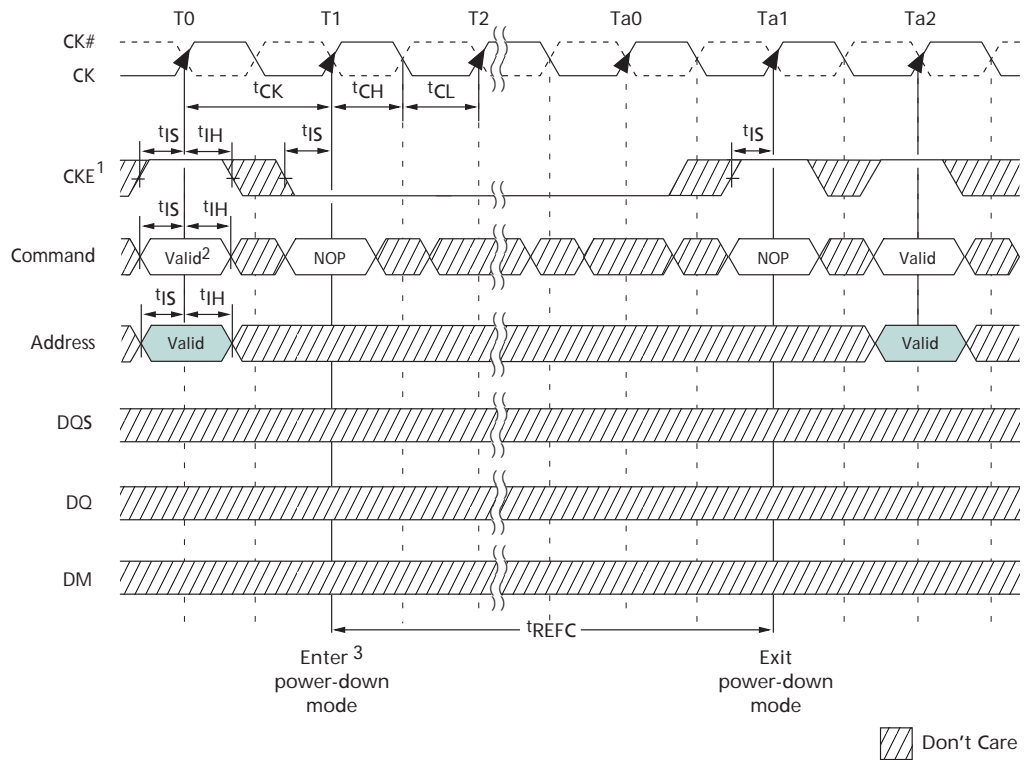 T0 T1 T2 Ta0 Ta1 Ta2
CK#
CK
tCK tCH tCL
tIS tIH tIS tIS
CKE1
tIS tIH
Command Valid2 NOP NOP Valid
tIS tIH
Address Valid Valid
DQS
DQ
DM
tREFC
Enter 3
power-down
mode
Exit
power-down
mode
Don't Care